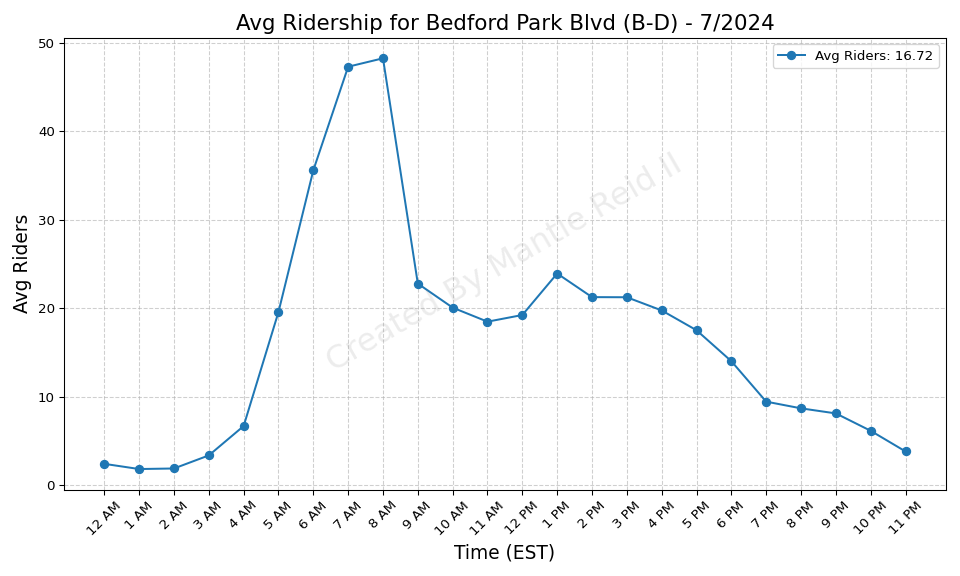 Avg Ridership for Bedford Park Blvd (B-D) - 7/2024
Avg Riders: 16.72
50
40
30
20
10
0
Avg Riders
Created By Mantle Reid II
12 AM
1 AM
2 AM
3 AM
4 AM
5 AM
6 AM
7 AM
8 AM
9 AM
10 AM
11 AM
12 PM
1 PM
2 PM
3 PM
4 PM
5 PM
6 PM
7 PM
8 PM
9 PM
10 PM
11 PM
Time (EST)